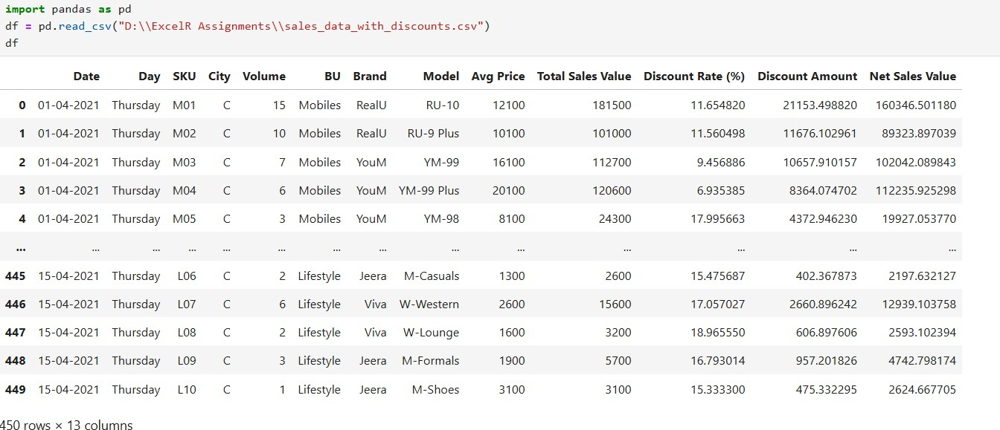 import pandas as pd
df = pd.read_csv("D:\\ExcelR Assignments\\sales_data_with_discounts.csv")
df
Date Day SKU City Volume BU Brand Model Avg Price Total Sales Value Discount Rate (%) Discount Amount Net Sales Value
0 01-04-2021 Thursday M01 C 15 Mobiles RealU RU-10 12100 181500 11.654820 21153.498820 160346.501180
1 01-04-2021 Thursday M02 C 10 Mobiles RealU RU-9 Plus 10100 101000 11.560498 11676.102961 89323.897039
2 01-04-2021 Thursday M03 C 7 Mobiles YouM YM-99 16100 112700 9.456886 10657.910157 102042.089843
3 01-04-2021 Thursday M04 C 6 Mobiles YouM YM-99 Plus 20100 120600 6.935385 8364.074702 112235.925298
4 01-04-2021 Thursday M05 C 3 Mobiles YouM YM-98 8100 24300 17.995663 4372.946230 19927.053770
... ... ... ... ... ... ... ... ... ... ... ... ... ...
445 15-04-2021 Thursday L06 C 2 Lifestyle Jeera M-Casuals 1300 2600 15.475687 402.367873 2197.632127
446 15-04-2021 Thursday L07 C 6 Lifestyle Viva W-Western 2600 15600 17.057027 2660.896242 12939.103758
447 15-04-2021 Thursday L08 C 2 Lifestyle Viva W-Lounge 1600 3200 18.965550 606.897606 2593.102394
448 15-04-2021 Thursday L09 C 3 Lifestyle Jeera M-Formals 1900 5700 16.793014 957.201826 4742.798174
449 15-04-2021 Thursday L10 C 1 Lifestyle Jeera M-Shoes 3100 3100 15.333300 475.332295 2624.667705
450 rows × 13 columns